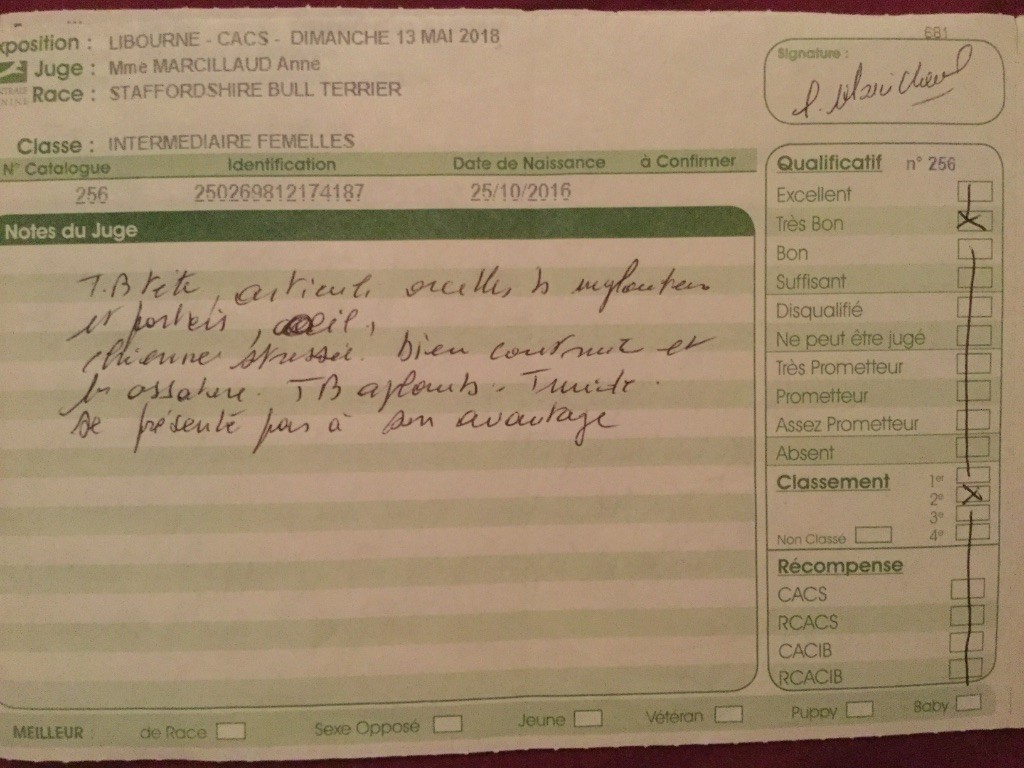 xposition : LIBOURNE - CACS - DIMANCHE 13 MAI 2018
Juge : Mme MARCILLAUD Anne
Race : STAFFORDSHIRE BULL TERRIER
Classe : INTERMEDIAIRE FEMELLES
N° Catalogue Identification Date de Naissance à Confirmer
256 250269812174187 25/10/2016
Notes du Juge
T.B tête, oreilles b implantées
et portées, œil,
chienne stressée. bien construite et
b ossature. TB aplombs. Timide.
se présente pas à son avantage
681
Signature :
Qualificatif n° 256
Excellent
Très Bon
Bon
Suffisant
Disqualifié
Ne peut être jugé
Très Prometteur
Prometteur
Assez Prometteur
Absent
Classement 1er
2e
3e
Non Classé 4e
Récompense
CACS
RCACS
CACIB
RCACIB
MEILLEUR : de Race Sexe Opposé Jeune Vétéran Puppy Baby